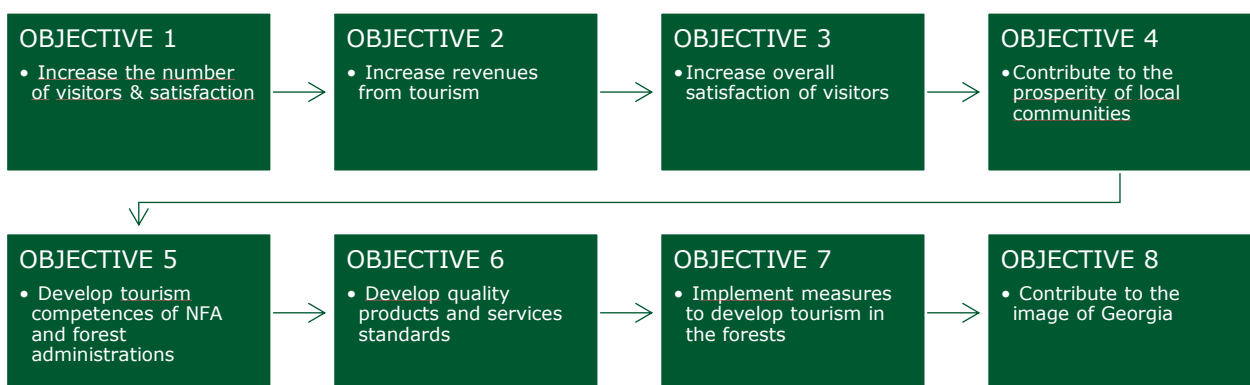 OBJECTIVE 1
• Increase the number
of visitors & satisfaction
OBJECTIVE 2
• Increase revenues
from tourism
OBJECTIVE 3
• Increase overall
satisfaction of visitors
OBJECTIVE 4
• Contribute to the
prosperity of local
communities
OBJECTIVE 5
• Develop tourism
competences of NFA
and forest
administrations
OBJECTIVE 6
• Develop quality
products and services
standards
OBJECTIVE 7
• Implement measures
to develop tourism in
the forests
OBJECTIVE 8
• Contribute to the
image of Georgia